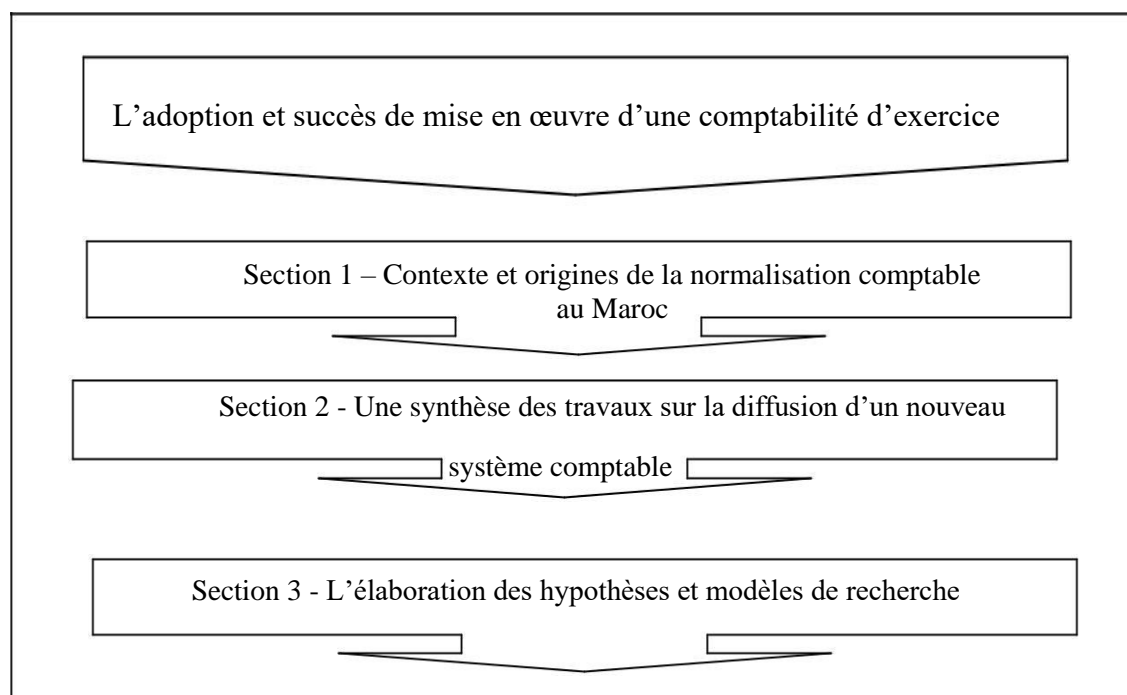 L’adoption et succès de mise en œuvre d’une comptabilité d’exercice
Section 1 – Contexte et origines de la normalisation comptable
au Maroc
Section 2 - Une synthèse des travaux sur la diffusion d’un nouveau
système comptable
Section 3 - L’élaboration des hypothèses et modèles de recherche